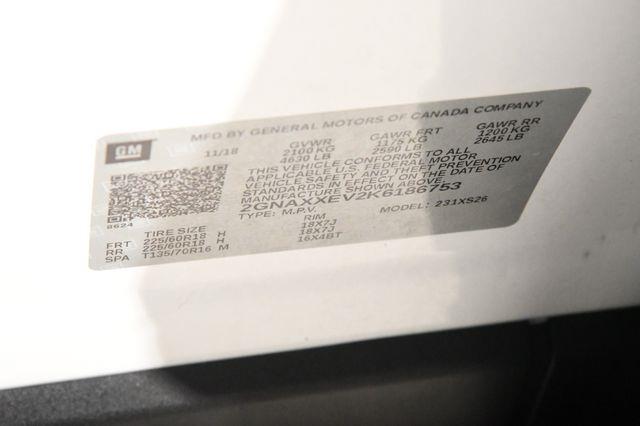 MFD BY GENERAL MOTORS OF CANADA COMPANY
GM
11/18
GVWR GAWR FRT GAWR RR
2100 KG 1175 KG 1200 KG
4630 LB 2590 LB 2645 LB
THIS VEHICLE CONFORMS TO ALL
APPLICABLE U.S. FEDERAL MOTOR
VEHICLE SAFETY AND THEFT PREVENTION
STANDARDS IN EFFECT ON THE DATE OF
MANUFACTURE SHOWN ABOVE.
2GNAXXEV2K6186753
TYPE: M.P.V. MODEL: 231XS26
8624
TIRE SIZE RIM
FRT 225/60R18 H 18X7J
RR 225/60R18 H 18X7J
SPA T135/70R16 M 16X4BT